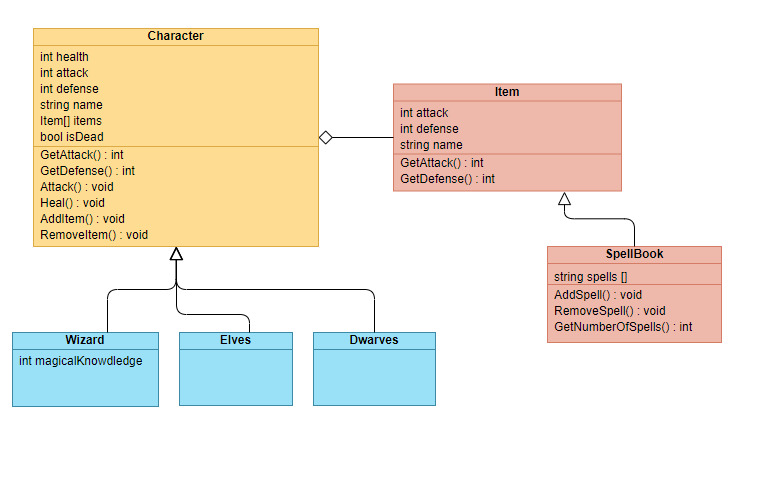 Character
int health
int attack
int defense
string name
Item[] items
bool isDead
GetAttack() : int
GetDefense() : int
Attack() : void
Heal() : void
AddItem() : void
RemoveItem() : void
Item
int attack
int defense
string name
GetAttack() : int
GetDefense() : int
SpellBook
string spells []
AddSpell() : void
RemoveSpell() : void
GetNumberOfSpells() : int
Wizard
int magicalKnowdledge
Elves
Dwarves